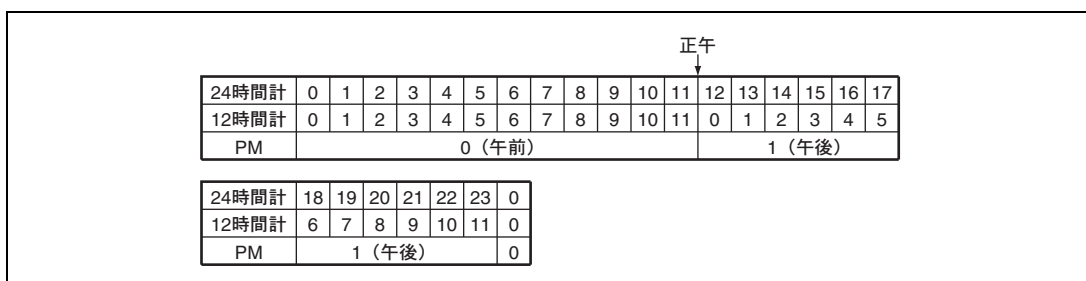 正午
24時間計 0 1 2 3 4 5 6 7 8 9 10 11 12 13 14 15 16 17
12時間計 0 1 2 3 4 5 6 7 8 9 10 11 0 1 2 3 4 5
PM 0（午前） 1（午後）
24時間計 18 19 20 21 22 23 0
12時間計 6 7 8 9 10 11 0
PM 1（午後） 0